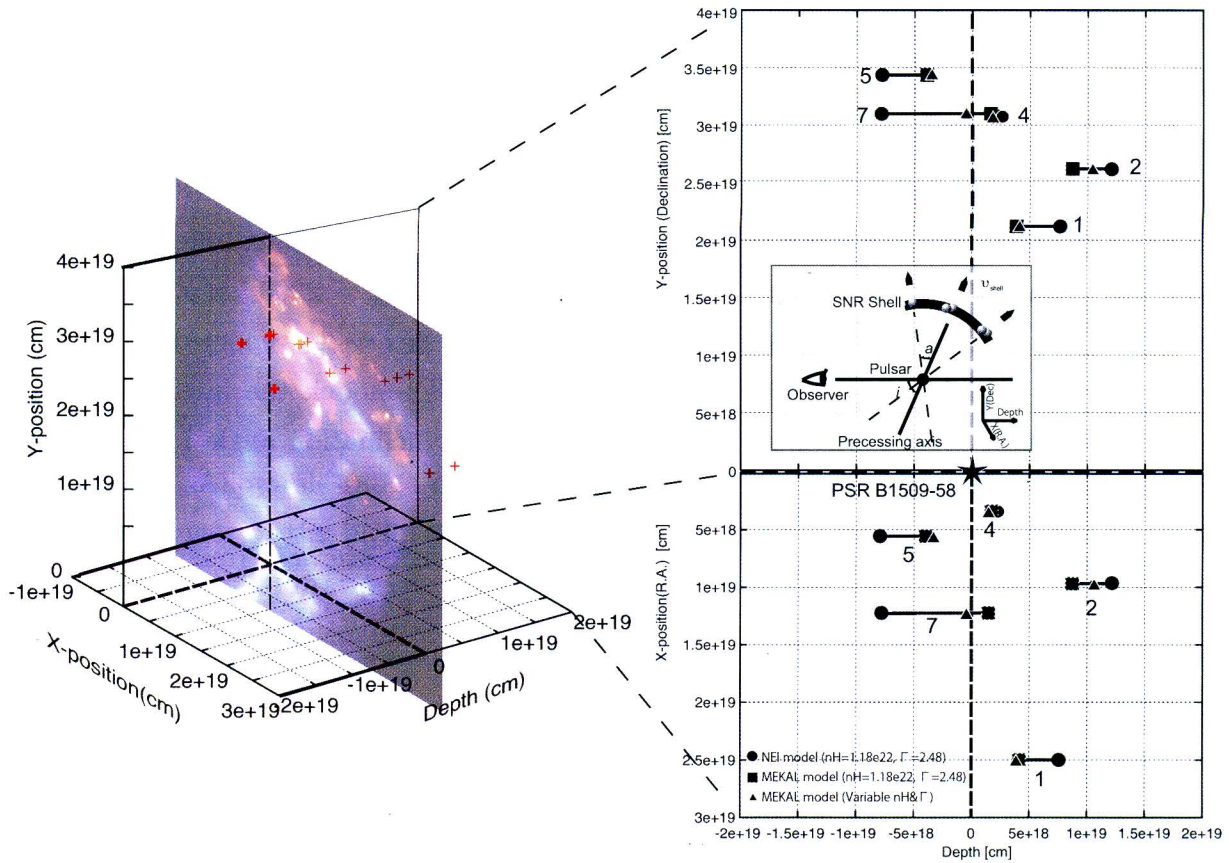 4e+19
3e+19
2e+19
1e+19
0
-1e+19
0
1e+19
2e+19
3e+19
2e+19
-1e+19
0
1e+19
2e+19
Y-position (cm)
X-position(cm)
Depth (cm)
4e+19
3.5e+19
3e+19
2.5e+19
2e+19
1.5e+19
1e+19
5e+18
0
Y-position (Declination) [cm]
5
7
4
2
1
SNR Shell
υshell
a
Pulsar
i
Observer
Precessing axis
Y(Dec)
Depth
X(R.A)
PSR B1509-58
5e+18
1e+19
1.5e+19
2e+19
2.5e+19
3e+19
X-position(R.A.) [cm]
4
5
2
7
1
NEI model (nH=1.18e22, Γ=2.48)
MEKAL model (nH=1.18e22, Γ=2.48)
MEKAL model (Variable nH&Γ)
-2e+19 -1.5e+19 -1e+19 -5e+18 0 5e+18 1e+19 1.5e+19 2e+19
Depth [cm]